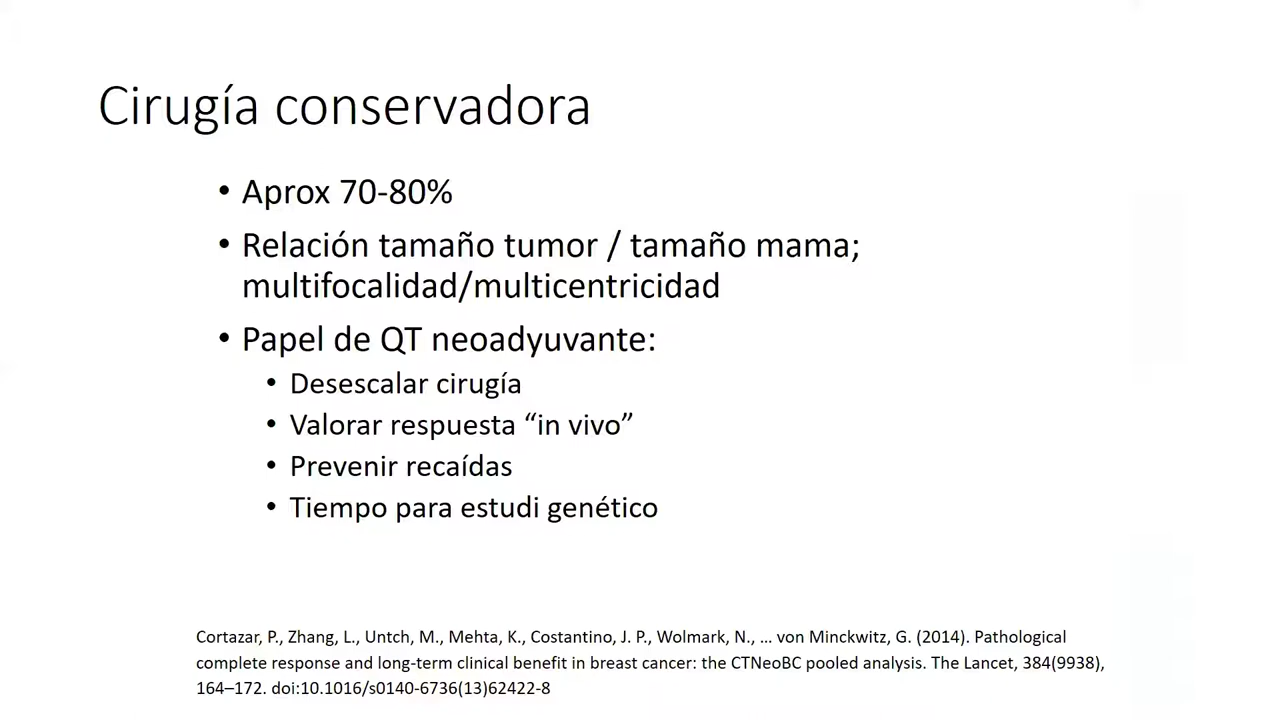 Cirugía conservadora
• Aprox 70-80%
• Relación tamaño tumor / tamaño mama;
multifocalidad/multicentricidad
• Papel de QT neoadyuvante:
• Desescalar cirugía
• Valorar respuesta “in vivo”
• Prevenir recaídas
• Tiempo para estudi genético
Cortazar, P., Zhang, L., Untch, M., Mehta, K., Costantino, J. P., Wolmark, N., … von Minckwitz, G. (2014). Pathological
complete response and long-term clinical benefit in breast cancer: the CTNeoBC pooled analysis. The Lancet, 384(9938),
164–172. doi:10.1016/s0140-6736(13)62422-8